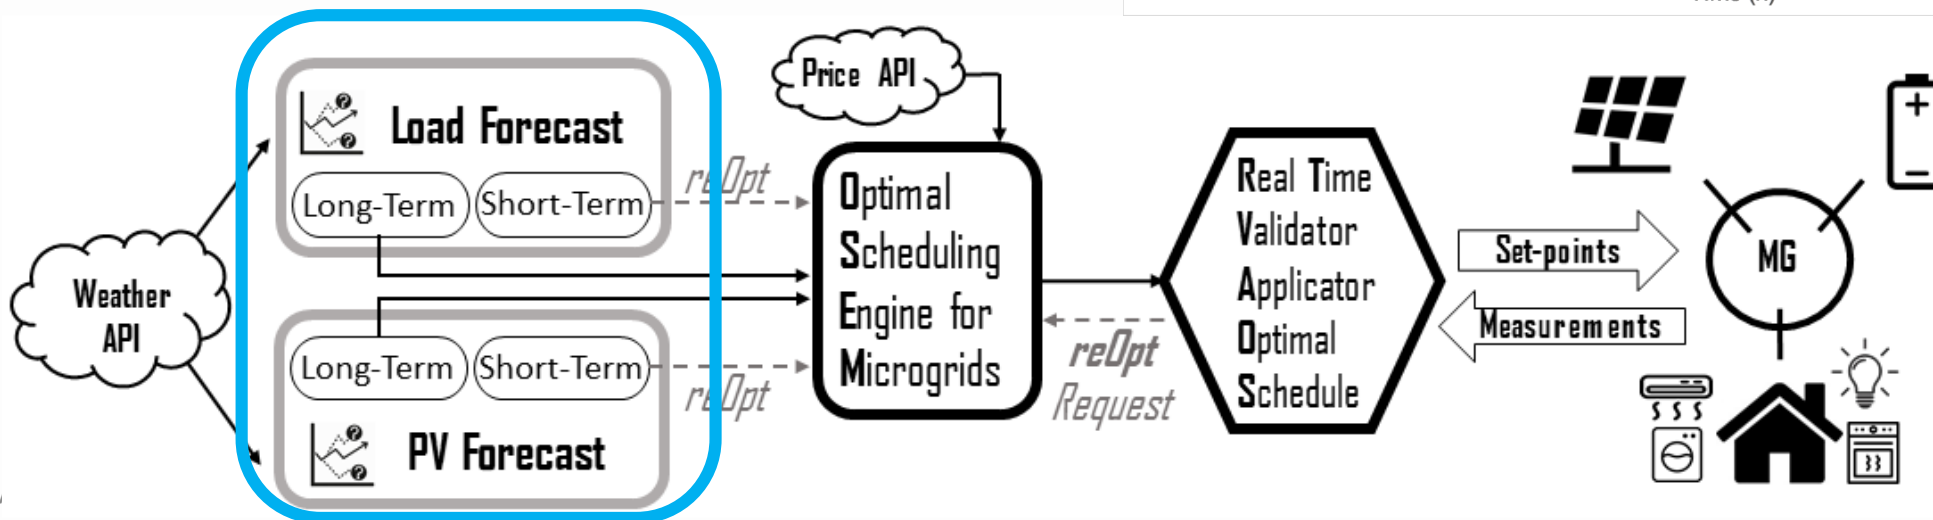 Weather
API
Load Forecast
Long-Term
Short-Term
reOpt
Long-Term
Short-Term
reOpt
PV Forecast
Price API
Optimal
Scheduling
Engine for
Microgrids
reOpt
Request
Real Time
Validator
Applicator
Optimal
Schedule
Set-points
Measurements
MG